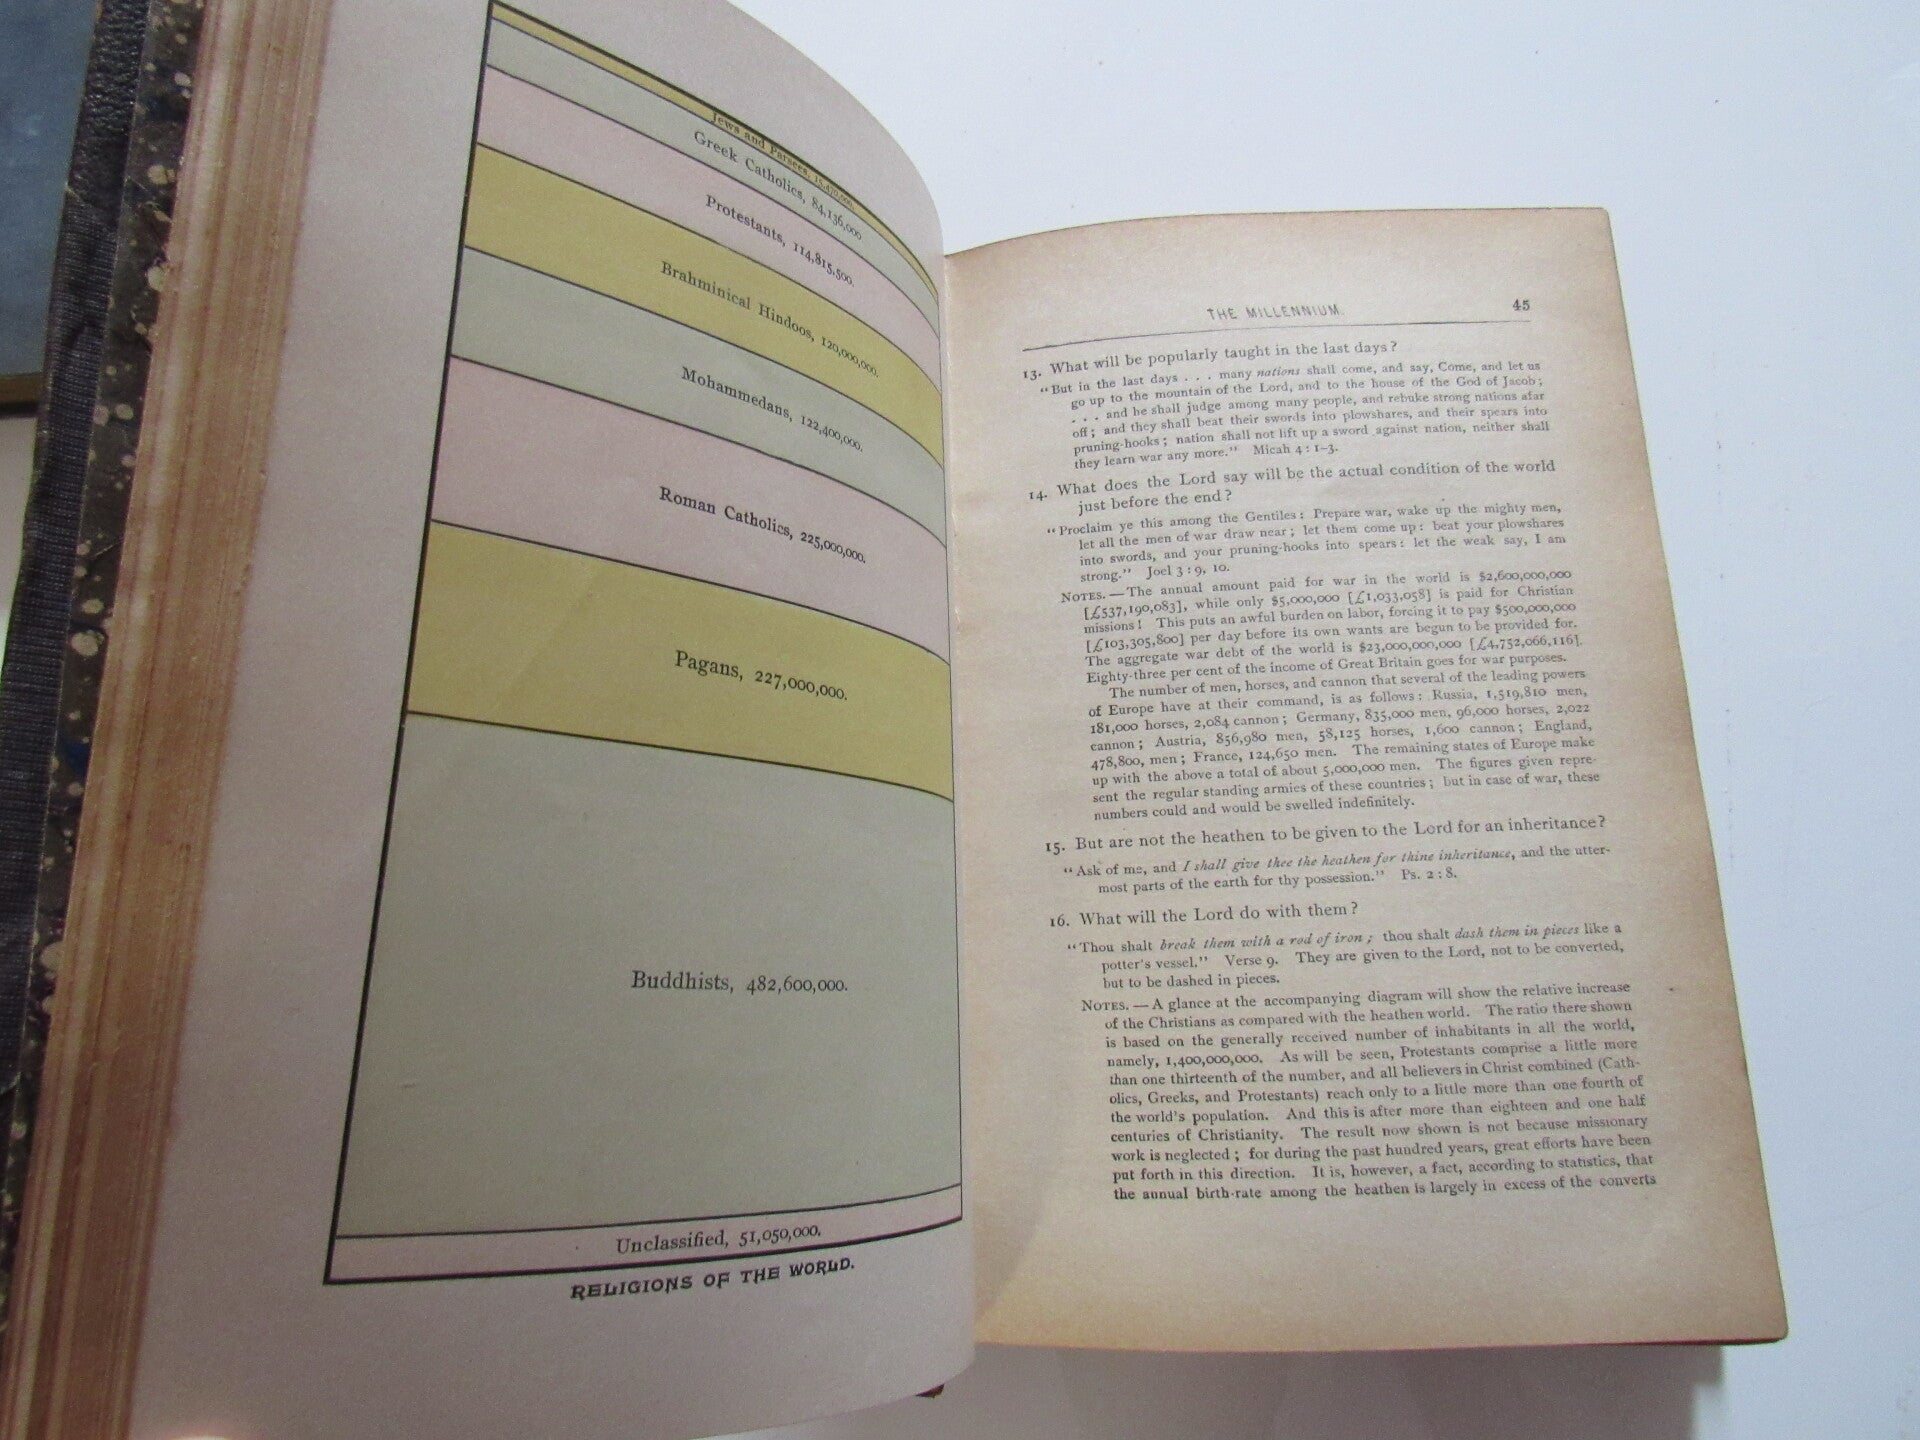 Jews and Parsees, 15,470,000.
Greek Catholics, 84,136,000
Protestants, 114,815,500.
Brahminical Hindoos, 120,000,000.
Mohammedans, 122,400,000.
Roman Catholics, 225,000,000.
Pagans, 227,000,000.
Buddhists, 482,600,000.
Unclassified, 51,050,000.
RELIGIONS OF THE WORLD.
THE MILLENNIUM. 45
13. What will be popularly taught in the last days?
"But in the last days . . . many nations shall come, and say, Come, and let us
go up to the mountain of the Lord, and to the house of the God of Jacob;
. . . and he shall judge among many people, and rebuke strong nations afar
off; and they shall beat their swords into plowshares, and their spears into
pruning-hooks; nation shall not lift up a sword against nation, neither shall
they learn war any more." Micah 4:1-3.
14. What does the Lord say will be the actual condition of the world
just before the end?
"Proclaim ye this among the Gentiles: Prepare war, wake up the mighty men,
let all the men of war draw near; let them come up: beat your plowshares
into swords, and your pruning-hooks into spears: let the weak say, I am
strong." Joel 3:9, 10.
NOTES.—The annual amount paid for war in the world is $2,600,000,000
[£537,190,083], while only $5,000,000 [£1,033,058] is paid for Christian
missions! This puts an awful burden on labor, forcing it to pay $500,000,000
[£103,305,800] per day before its own wants are begun to be provided for.
The aggregate war debt of the world is $23,000,000,000 [£4,752,066,116].
Eighty-three per cent of the income of Great Britain goes for war purposes.
The number of men, horses, and cannon that several of the leading powers
of Europe have at their command, is as follows: Russia, 1,519,810 men,
181,000 horses, 2,084 cannon; Germany, 835,000 men, 96,000 horses, 2,022
cannon; Austria, 856,980 men, 58,125 horses, 1,600 cannon; England,
478,800, men; France, 124,650 men. The remaining states of Europe make
up with the above a total of about 5,000,000 men. The figures given repre-
sent the regular standing armies of these countries; but in case of war, these
numbers could and would be swelled indefinitely.
15. But are not the heathen to be given to the Lord for an inheritance?
"Ask of me, and I shall give thee the heathen for thine inheritance, and the utter-
most parts of the earth for thy possession." Ps. 2:8.
16. What will the Lord do with them?
"Thou shalt break them with a rod of iron; thou shalt dash them in pieces like a
potter's vessel." Verse 9. They are given to the Lord, not to be converted,
but to be dashed in pieces.
NOTES.—A glance at the accompanying diagram will show the relative increase
of the Christians as compared with the heathen world. The ratio there shown
is based on the generally received number of inhabitants in all the world,
namely, 1,400,000,000. As will be seen, Protestants comprise a little more
than one thirteenth of the number, and all believers in Christ combined (Cath-
olics, Greeks, and Protestants) reach only to a little more than one fourth of
the world's population. And this is after more than eighteen and one half
centuries of Christianity. The result now shown is not because missionary
work is neglected; for during the past hundred years, great efforts have been
put forth in this direction. It is, however, a fact, according to statistics, that
the annual birth-rate among the heathen is largely in excess of the converts